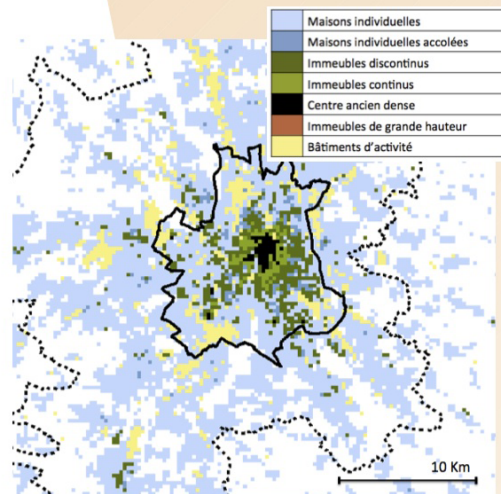 Maisons individuelles
Maisons individuelles accolées
Immeubles discontinus
Immeubles continus
Centre ancien dense
Immeubles de grande hauteur
Bâtiments d'activité
10 Km